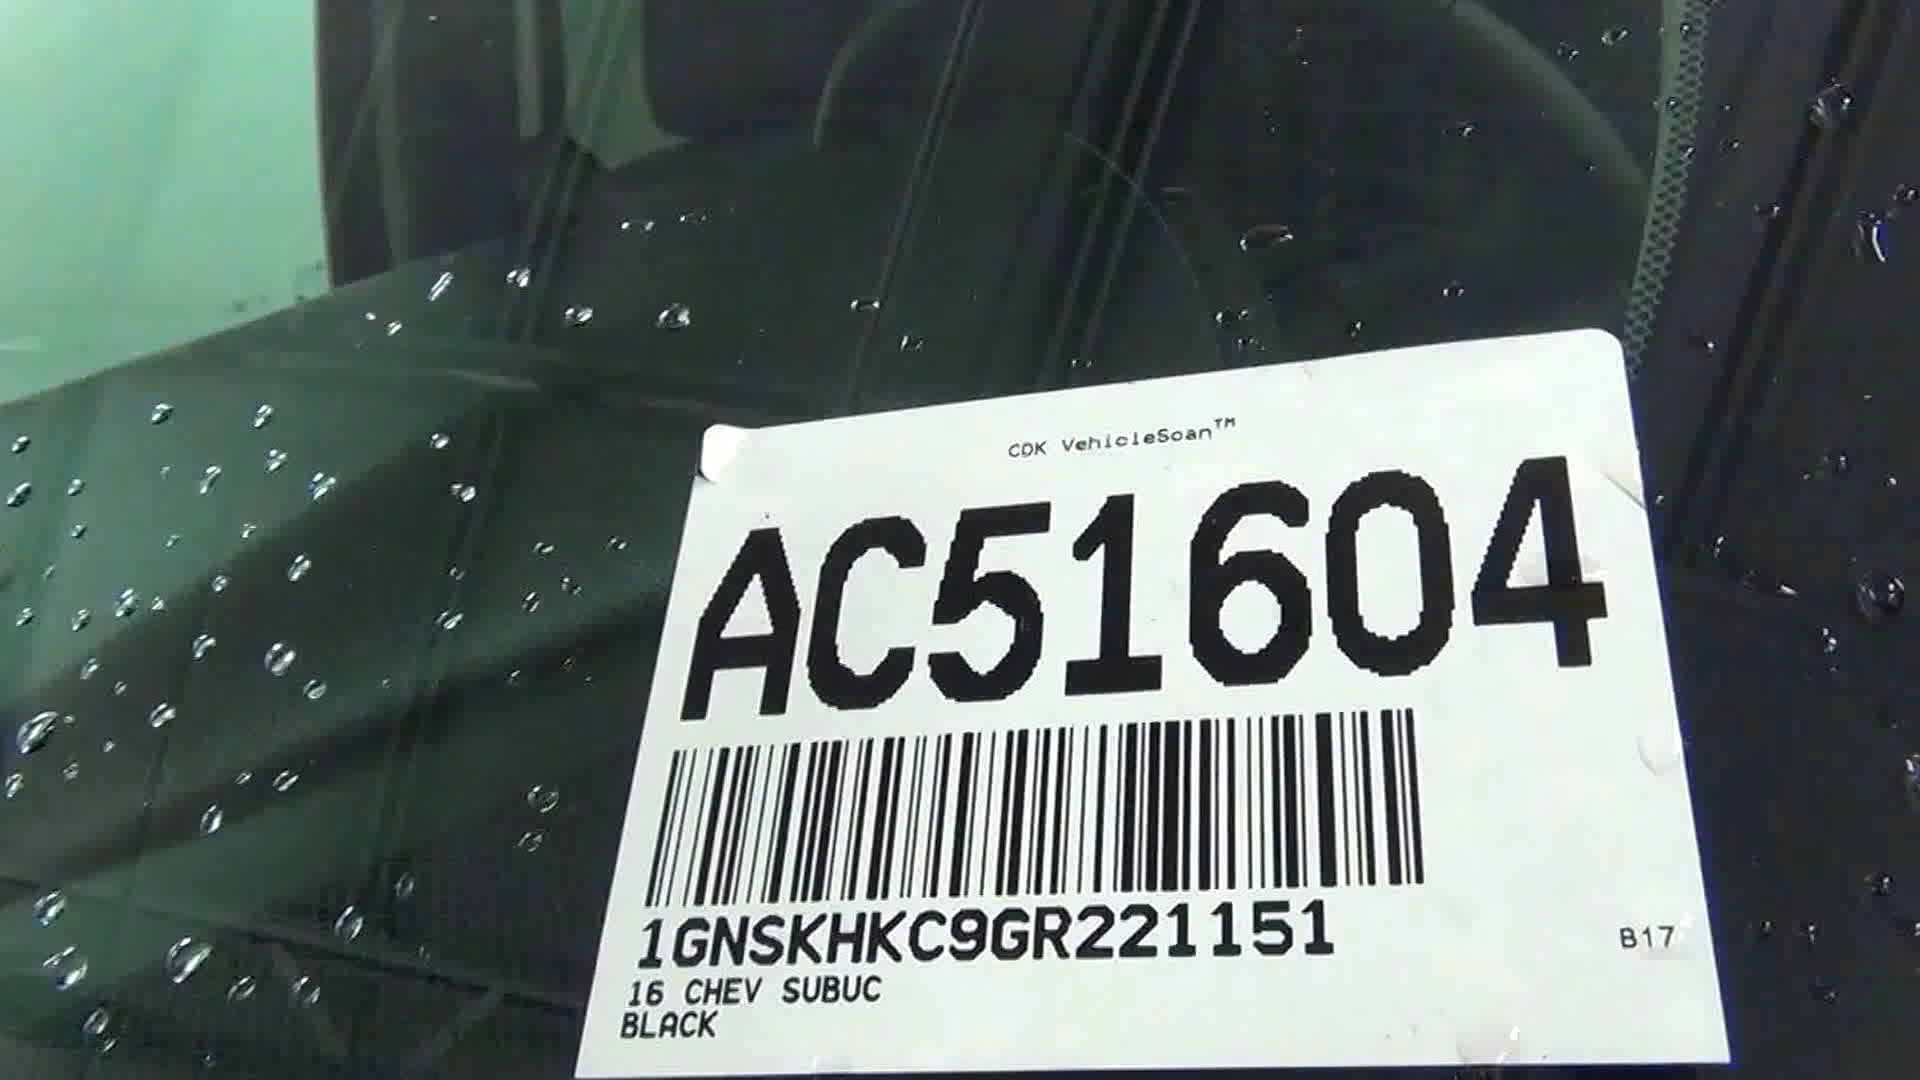 CDK VehicleScan™
AC51604
1GNSKHKC9GR221151
B17
16 CHEV SUBUC
BLACK